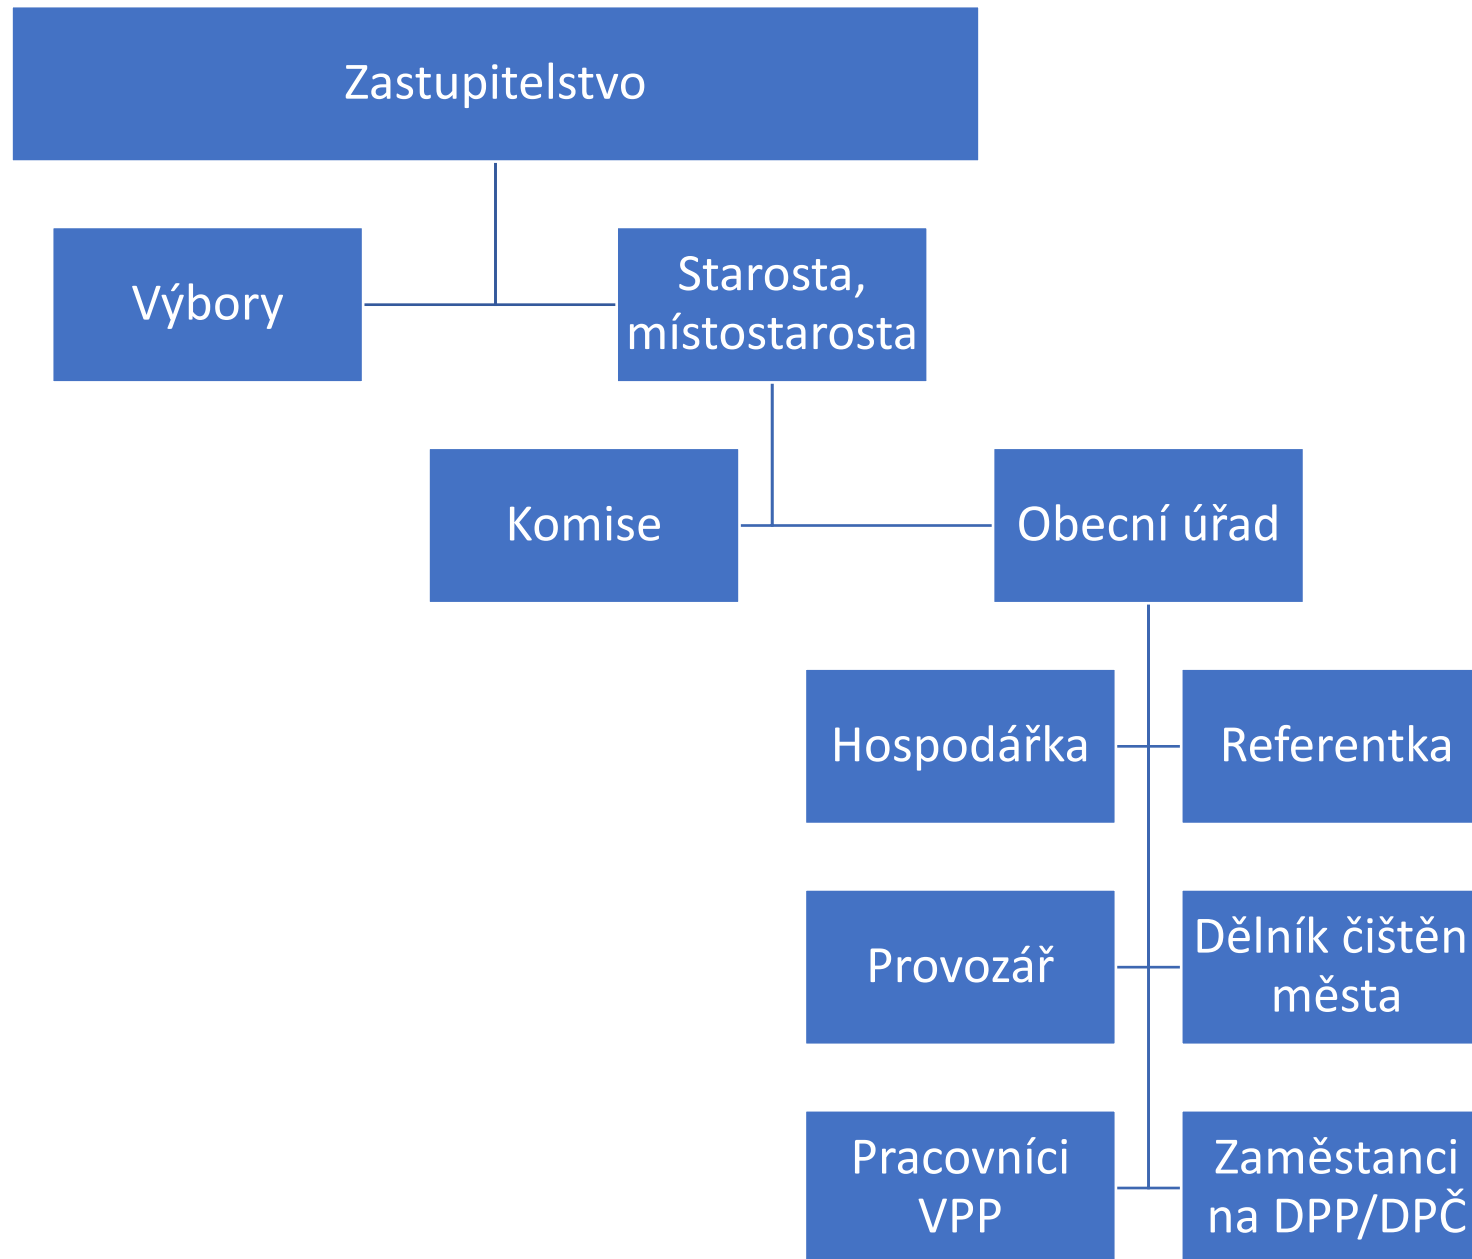 Zastupitelstvo
Výbory
Starosta,
místostarosta
Komise
Obecní úřad
Hospodářka
Referentka
Provozář
Dělník čištěn
města
Pracovníci
VPP
Zaměstanci
na DPP/DPČ